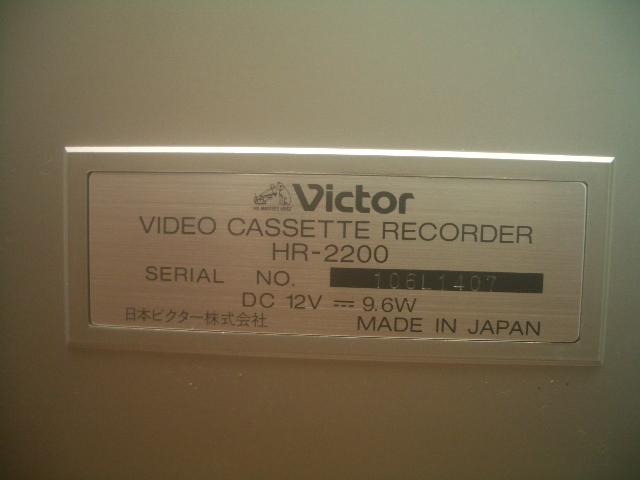 Victor
VIDEO CASSETTE RECORDER
HR-2200
SERIAL NO. 106L1407
DC 12V ⎓ 9.6W
日本ビクター株式会社
MADE IN JAPAN